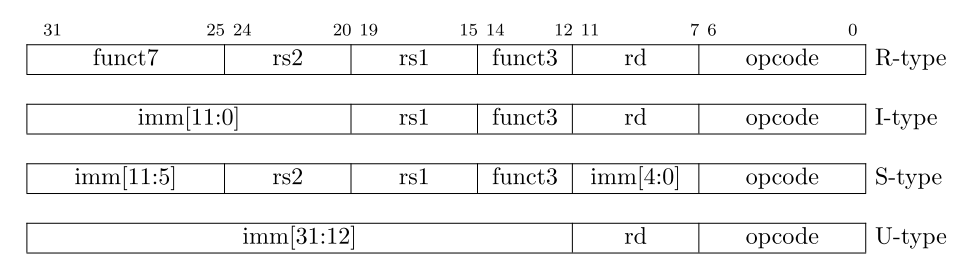 31 25 24 20 19 15 14 12 11 7 6 0
funct7 rs2 rs1 funct3 rd opcode R-type
imm[11:0] rs1 funct3 rd opcode I-type
imm[11:5] rs2 rs1 funct3 imm[4:0] opcode S-type
imm[31:12] rd opcode U-type